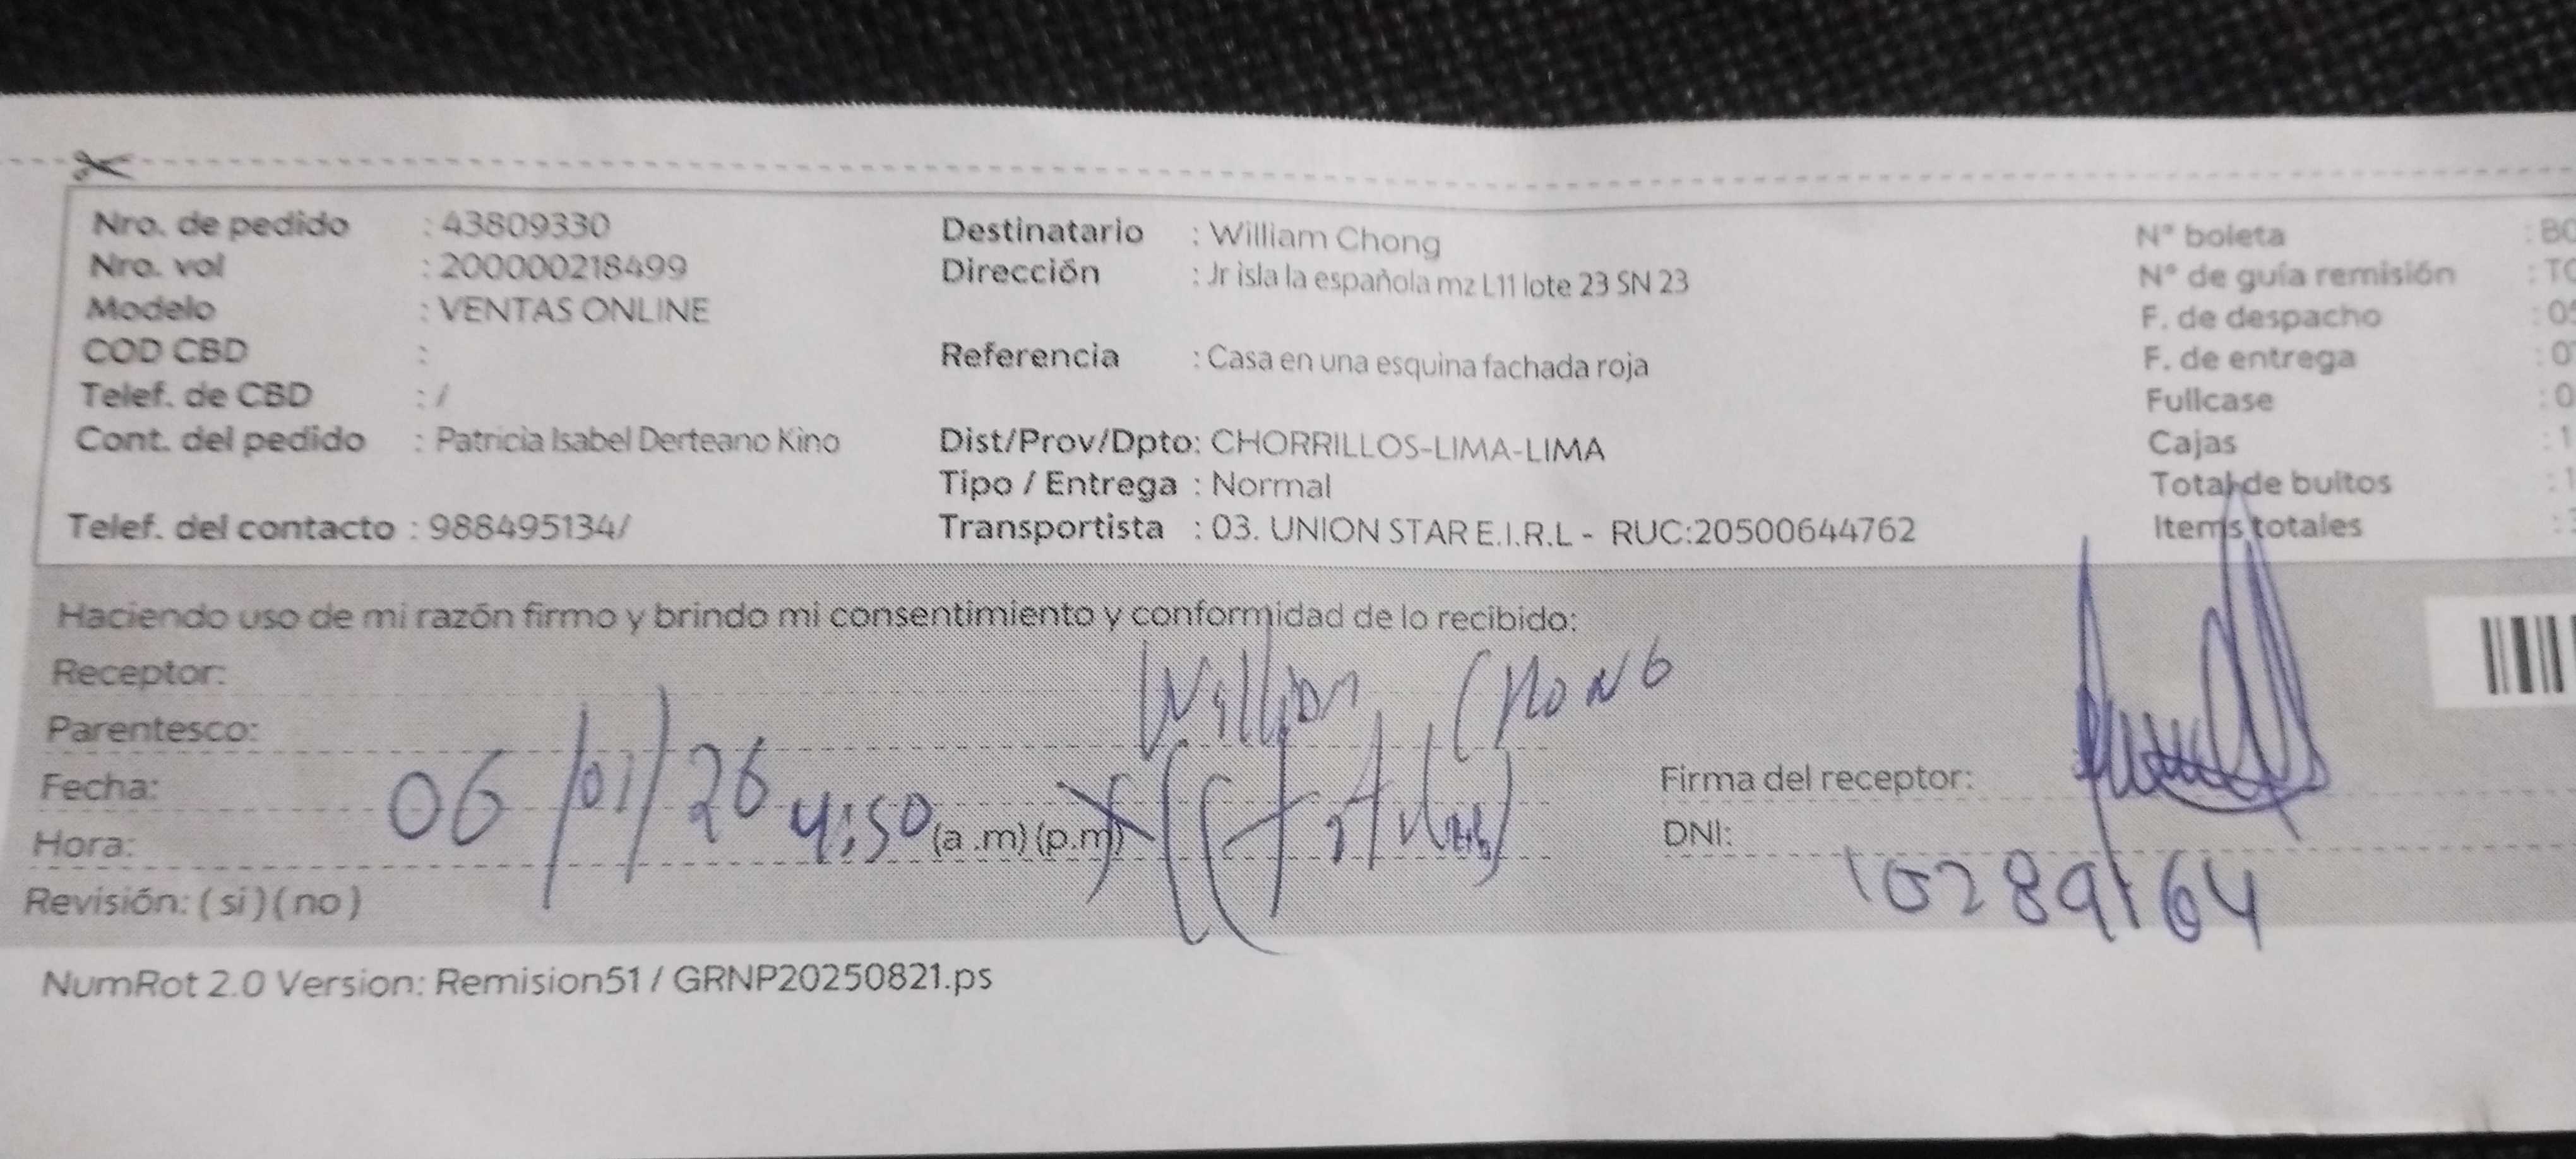 Nro. de pedido : 43809330
Nro. vol : 200000218499
Modelo : VENTAS ONLINE
COD CBD :
Telef. de CBD : /
Cont. del pedido : Patricia Isabel Derteano Kino
Telef. del contacto : 988495134/
Destinatario : William Chong
Dirección : Jr isla la española mz L11 lote 23 SN 23
Referencia : Casa en una esquina fachada roja
Dist/Prov/Dpto: CHORRILLOS-LIMA-LIMA
Tipo / Entrega : Normal
Transportista : 03. UNION STAR E.I.R.L - RUC:20500644762
N° boleta
N° de guía remisión
F. de despacho
F. de entrega
Fullcase
Cajas
Total de bultos
Items totales
Haciendo uso de mi razón firmo y brindo mi consentimiento y conformidad de lo recibido:
Receptor: Willian CHONG
Parentesco:
Fecha: 06/01/26
Hora: 4:50 (a .m) (p.m)
Revisión: ( si ) ( no )
Firma del receptor:
DNI: 10289164
NumRot 2.0 Version: Remision51 / GRNP20250821.ps